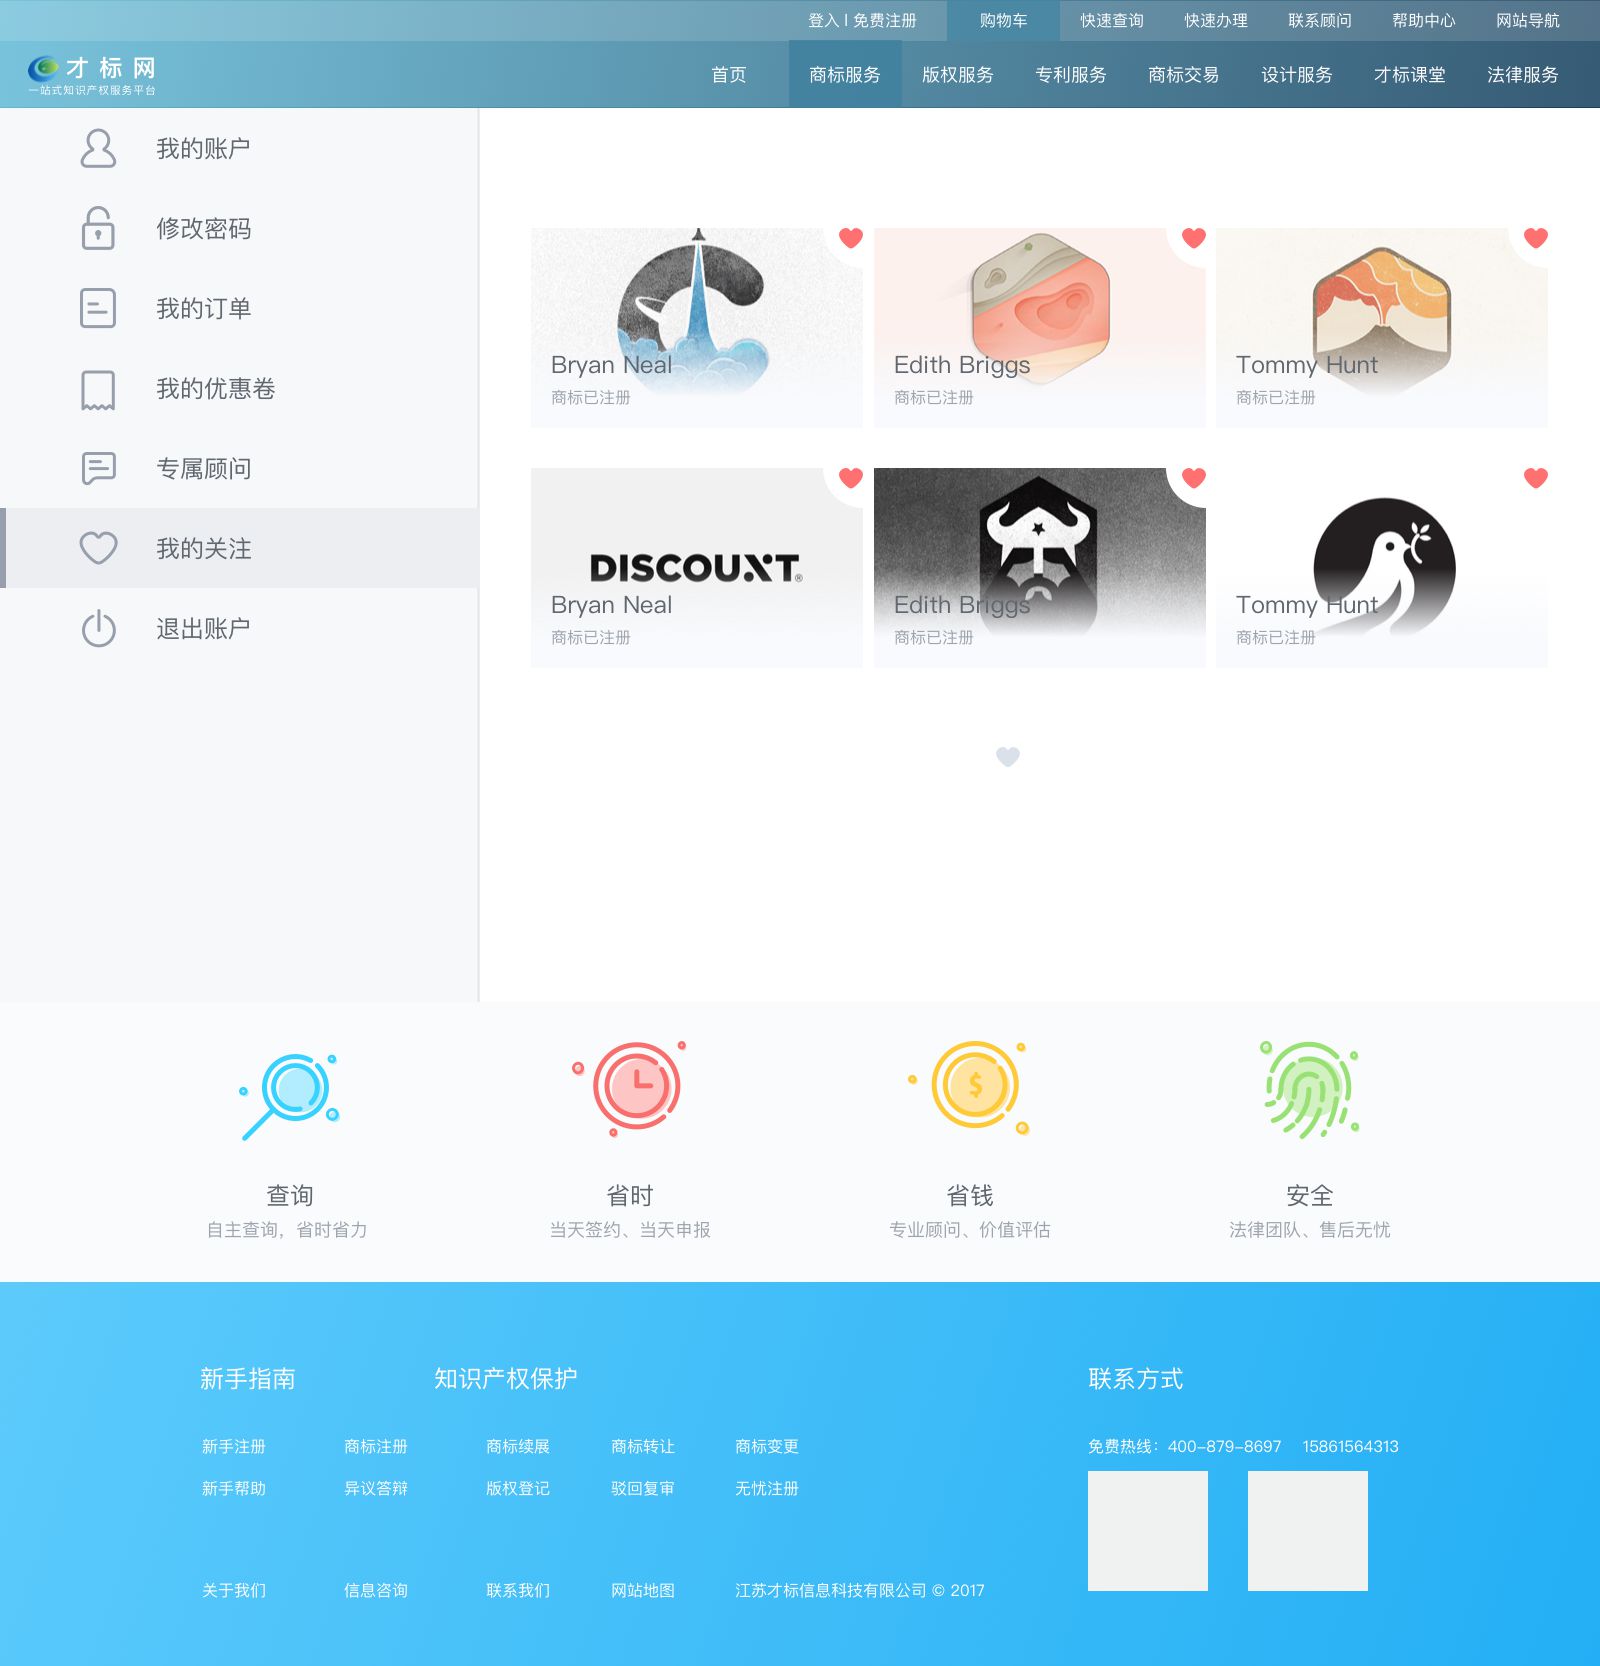 登入 | 免费注册 购物车 快速查询 快速办理 联系顾问 帮助中心 网站导航
才标网
一站式知识产权服务平台
首页 商标服务 版权服务 专利服务 商标交易 设计服务 才标课堂 法律服务
我的账户
修改密码
我的订单
我的优惠卷
专属顾问
我的关注
退出账户
Bryan Neal
商标已注册
Edith Briggs
商标已注册
Tommy Hunt
商标已注册
DISCOUNT®
Bryan Neal
商标已注册
Edith Briggs
商标已注册
Tommy Hunt
商标已注册
$
查询
自主查询，省时省力
省时
当天签约、当天申报
省钱
专业顾问、价值评估
安全
法律团队、售后无忧
新手指南 知识产权保护 联系方式
新手注册 商标注册 商标续展 商标转让 商标变更 免费热线：400-879-8697 15861564313
新手帮助 异议答辩 版权登记 驳回复审 无忧注册
关于我们 信息咨询 联系我们 网站地图 江苏才标信息科技有限公司 © 2017